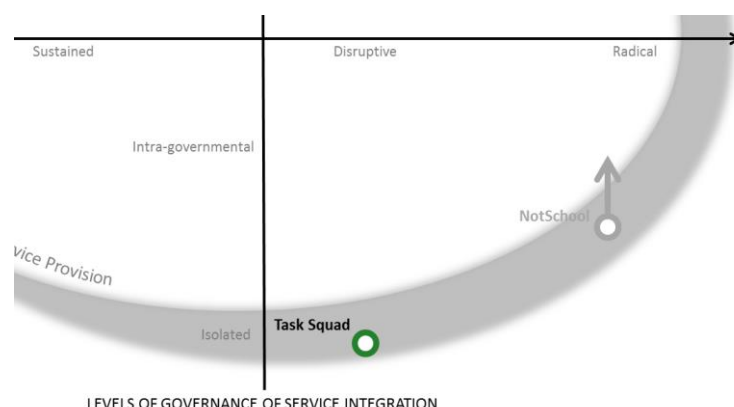 Sustained
Disruptive
Radical
Intra-governmental
NotSchool
vice Provision
Isolated
Task Squad
LEVELS OF GOVERNANCE OF SERVICE INTEGRATION